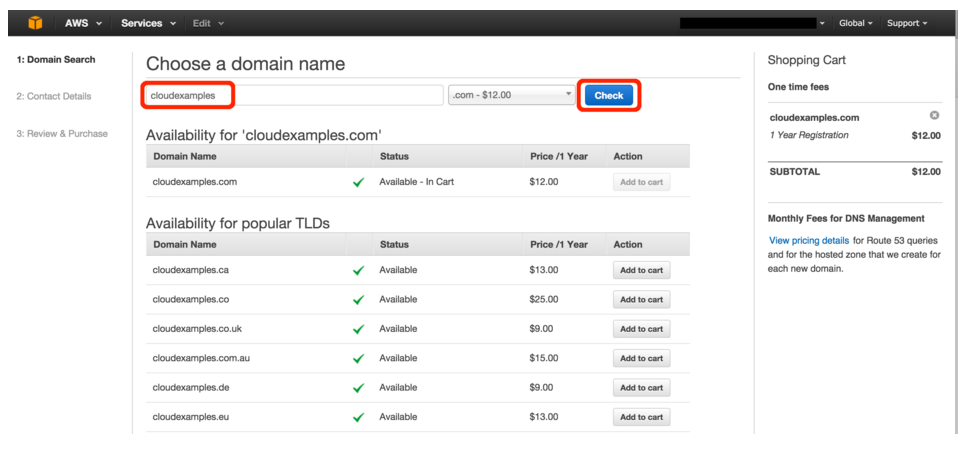 AWS Services Edit Global Support
1: Domain Search
2: Contact Details
3: Review & Purchase
Choose a domain name
cloudexamples .com - $12.00 Check
Availability for 'cloudexamples.com'
Domain Name Status Price /1 Year Action
cloudexamples.com Available - In Cart $12.00 Add to cart
Availability for popular TLDs
Domain Name Status Price /1 Year Action
cloudexamples.ca Available $13.00 Add to cart
cloudexamples.co Available $25.00 Add to cart
cloudexamples.co.uk Available $9.00 Add to cart
cloudexamples.com.au Available $15.00 Add to cart
cloudexamples.de Available $9.00 Add to cart
cloudexamples.eu Available $13.00 Add to cart
Shopping Cart
One time fees
cloudexamples.com
1 Year Registration $12.00
SUBTOTAL $12.00
Monthly Fees for DNS Management
View pricing details for Route 53 queries
and for the hosted zone that we create for
each new domain.